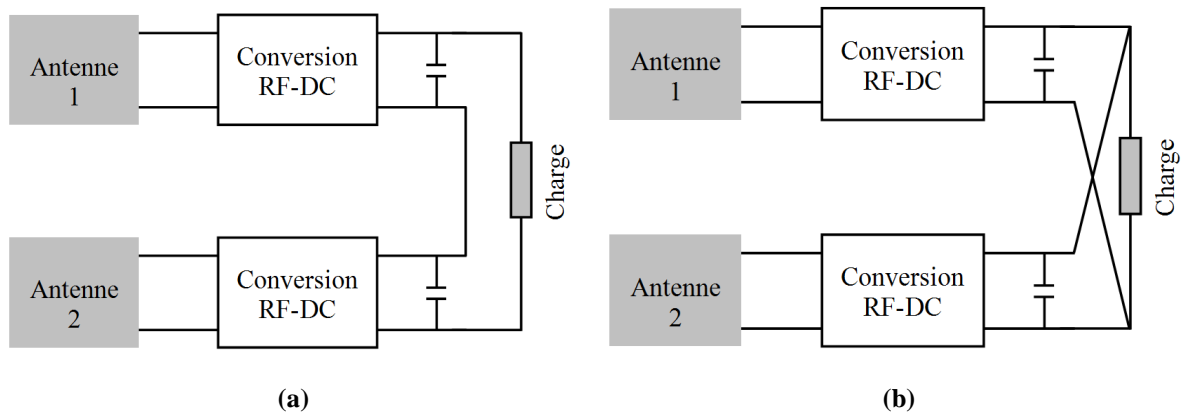 Antenne
1
Conversion
RF-DC
Charge
Antenne
2
Conversion
RF-DC
(a)
Antenne
1
Conversion
RF-DC
Charge
Antenne
2
Conversion
RF-DC
(b)